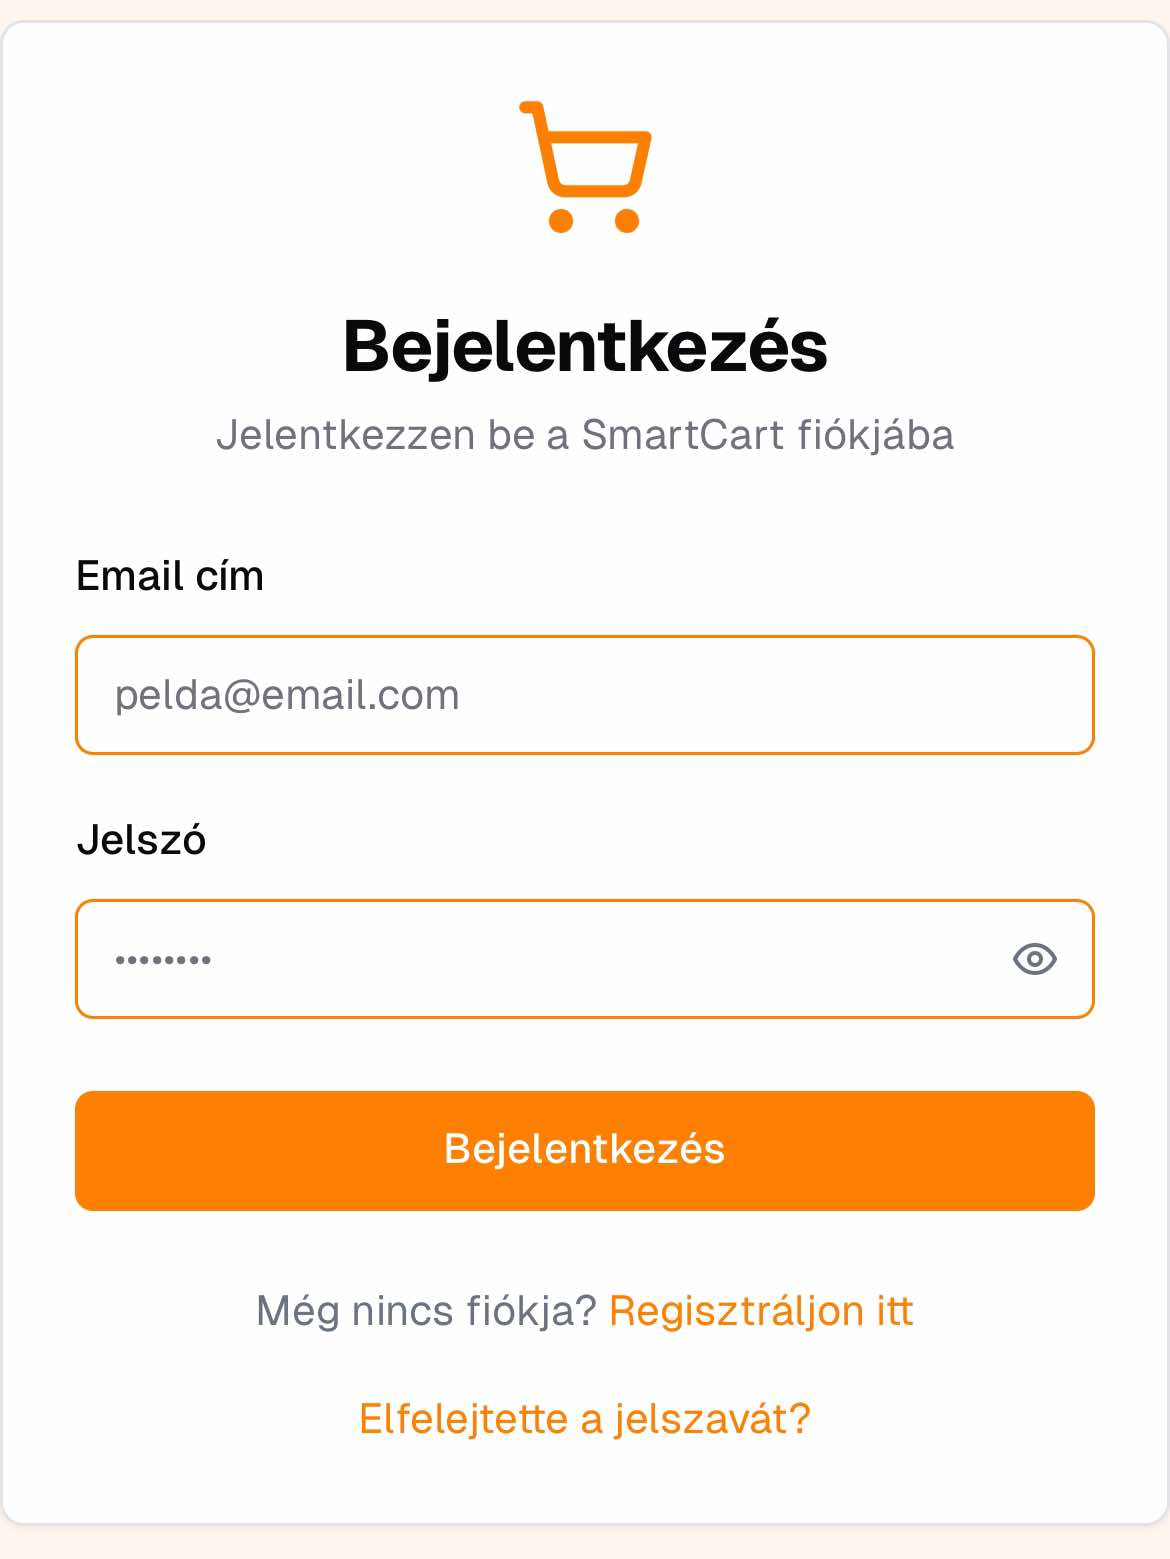 Bejelentkezés
Jelentkezzen be a SmartCart fiókjába
Email cím
pelda@email.com
Jelszó
••••••••
Bejelentkezés
Még nincs fiókja? Regisztráljon itt
Elfelejtette a jelszavát?